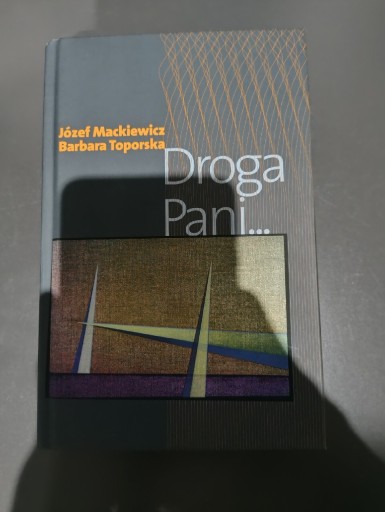 Józef Mackiewicz
Barbara Toporska
Droga
Pani...